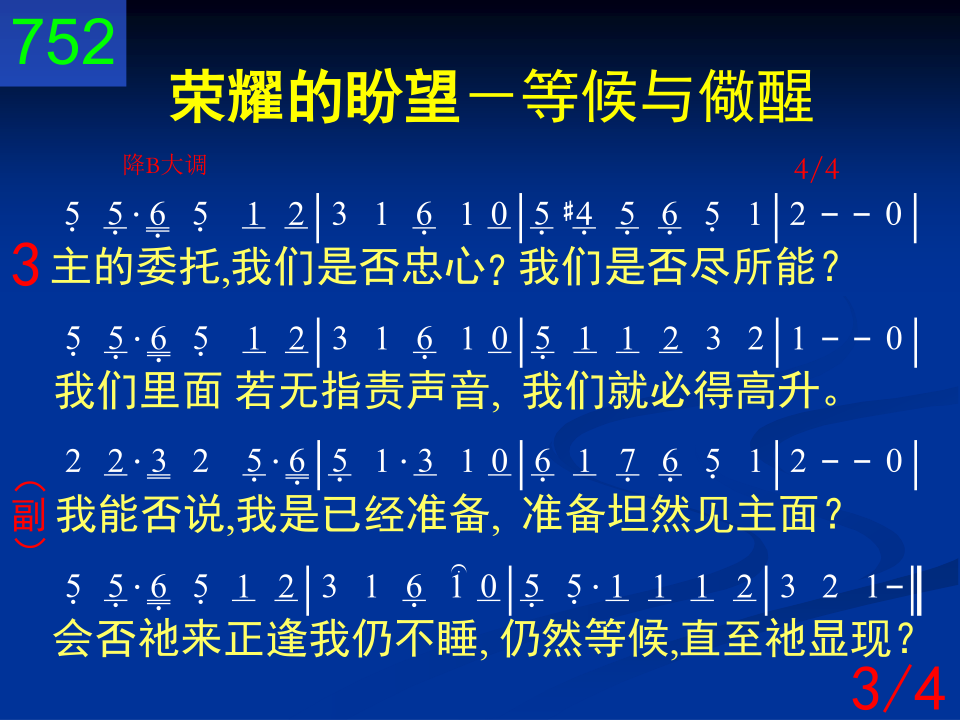 752
荣耀的盼望－等候与儆醒
降B大调 4/4
5 5·6 5 1 2|3 1 6 1 0|5 #4 5 6 5 1|2 - - 0|
3 主的委托,我们是否忠心? 我们是否尽所能?
5 5·6 5 1 2|3 1 6 1 0|5 1 1 2 3 2|1 - - 0|
我们里面 若无指责声音, 我们就必得高升。
2 2·3 2 5·6|5 1·3 1 0|6 1 7 6 5 1|2 - - 0|
(副) 我能否说,我是已经准备, 准备坦然见主面?
5 5·6 5 1 2|3 1 6 1 0|5 5·1 1 1 2|3 2 1-‖
会否祂来正逢我仍不睡, 仍然等候,直至祂显现?
3/4